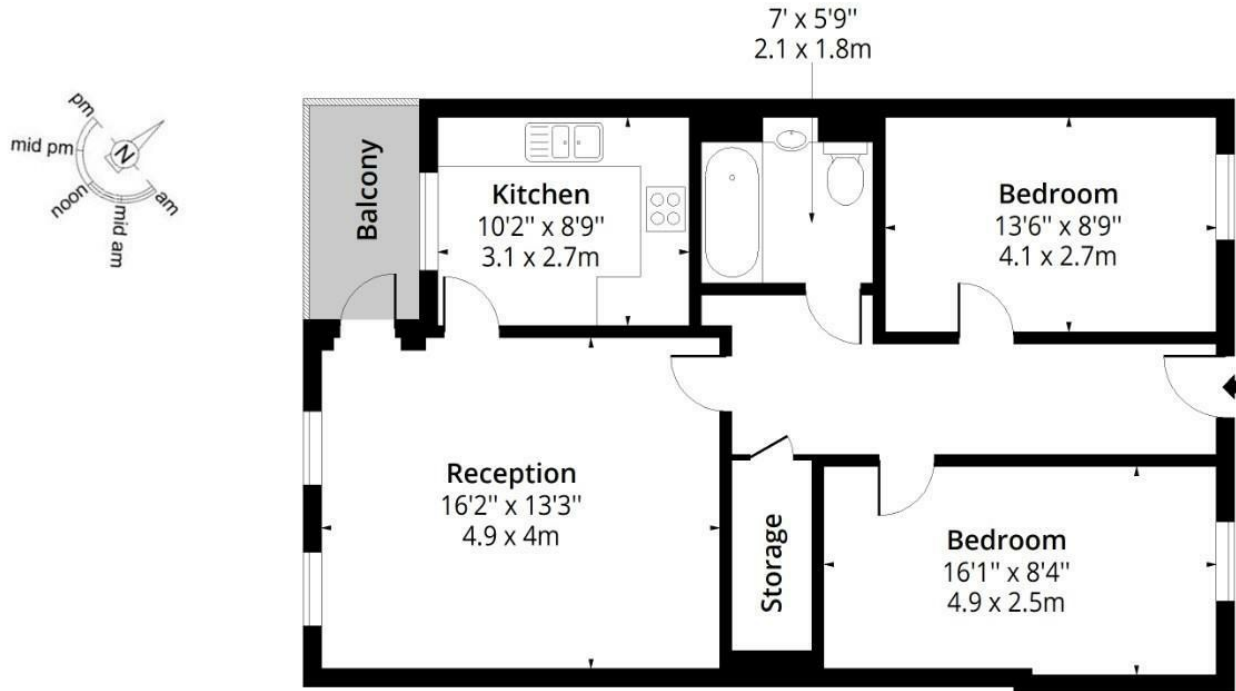 7' x 5'9"
2.1 x 1.8m
pm
mid pm
N
noon
mid am
am
Balcony
Kitchen
10'2" x 8'9"
3.1 x 2.7m
Bedroom
13'6" x 8'9"
4.1 x 2.7m
Reception
16'2" x 13'3"
4.9 x 4m
Storage
Bedroom
16'1" x 8'4"
4.9 x 2.5m